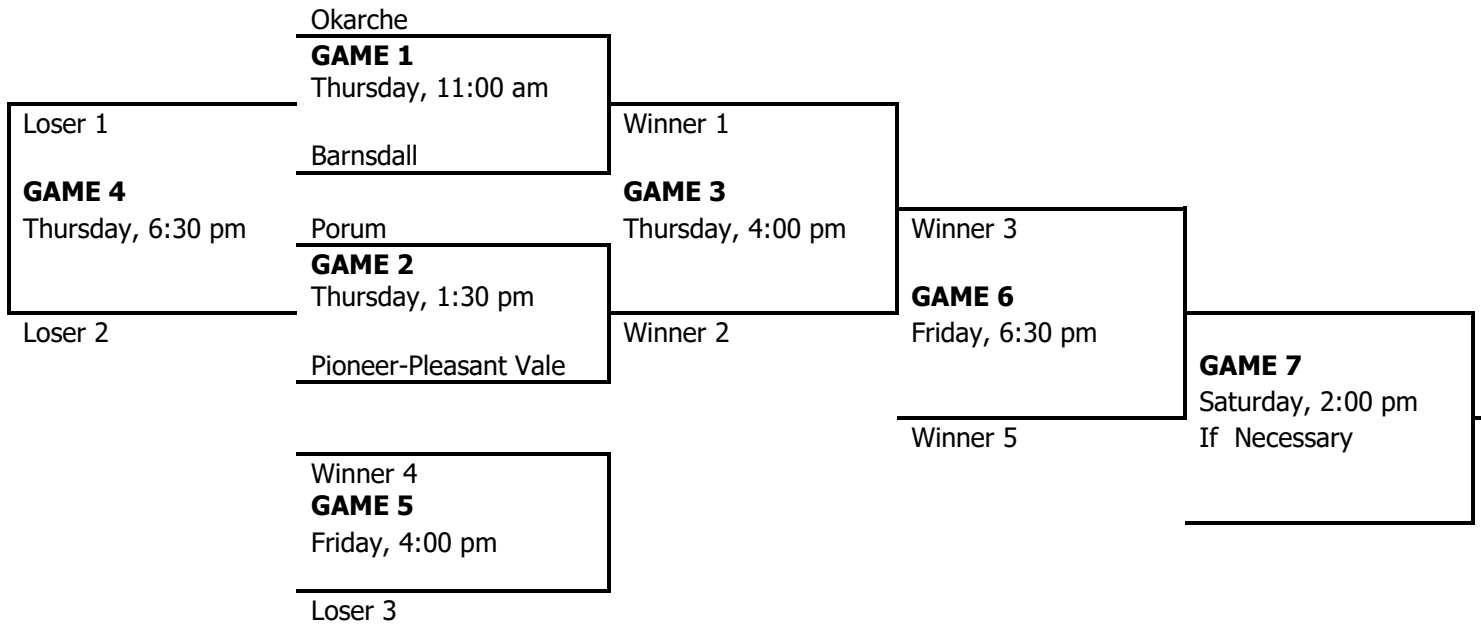 Okarche
GAME 1
Thursday, 11:00 am
Loser 1
Winner 1
Barnsdall
GAME 4
GAME 3
Thursday, 6:30 pm
Porum
Thursday, 4:00 pm
Winner 3
GAME 2
Thursday, 1:30 pm
GAME 6
Loser 2
Winner 2
Friday, 6:30 pm
Pioneer-Pleasant Vale
GAME 7
Saturday, 2:00 pm
Winner 5
If Necessary
Winner 4
GAME 5
Friday, 4:00 pm
Loser 3